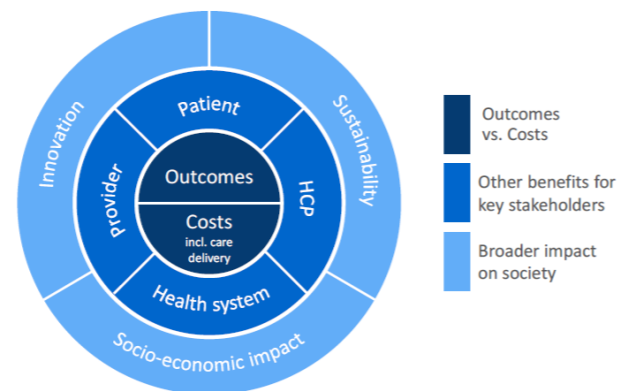 Innovation
Sustainability
Socio-economic impact
Patient
Provider
HCP
Health system
Outcomes
Costs
incl. care
delivery
Outcomes
vs. Costs
Other benefits for
key stakeholders
Broader impact
on society